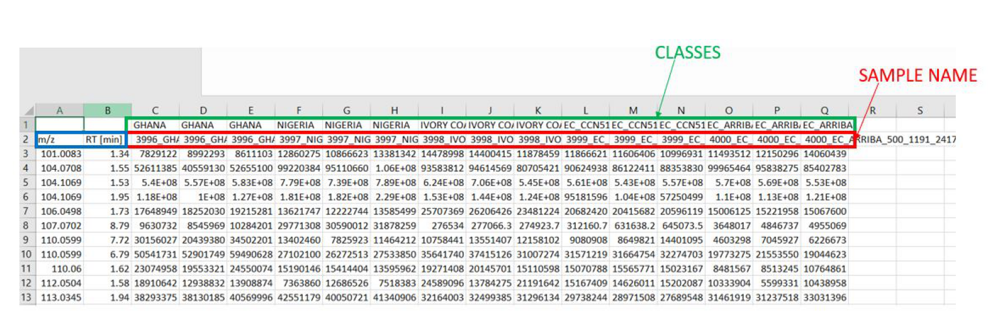 CLASSES
SAMPLE NAME
A B C D E F G H I J K L M N O P Q R S
1 GHANA GHANA GHANA NIGERIA NIGERIA NIGERIA IVORY CO IVORY CO IVORY CO EC_CCN51 EC_CCN51 EC_CCN51 EC_ARRIB EC_ARRIB EC_ARRIBA
2 m/z RT [min] 3996_GH 3996_GH 3996_GH 3997_NIG 3997_NIG 3997_NIG 3998_IVO 3998_IVO 3998_IVO 3999_EC_ 3999_EC_ 3999_EC_ 4000_EC_ 4000_EC_ 4000_EC_ARRIBA_500_1191_2417
3 101.0083 1.34 7829122 8992293 8611103 12860275 10866623 13381342 14478998 14400415 11878459 11866621 11606406 10996931 11493512 12150296 14060439
4 104.0708 1.55 52611385 40559130 52655100 99220384 95110660 1.06E+08 93583812 94614569 80705421 90624938 86122411 88353830 99965464 95838275 85402783
5 104.1069 1.53 5.4E+08 5.57E+08 5.83E+08 7.79E+08 7.39E+08 7.89E+08 6.24E+08 7.06E+08 5.45E+08 5.61E+08 5.43E+08 5.57E+08 5.7E+08 5.69E+08 5.53E+08
6 104.1069 1.95 1.18E+08 1E+08 1.27E+08 1.81E+08 1.82E+08 2.29E+08 1.53E+08 1.44E+08 1.24E+08 95181596 1.04E+08 57250499 1.1E+08 1.13E+08 1.21E+08
7 106.0498 1.73 17648949 18252030 19215281 13621747 12222744 13585499 25707369 26206426 23481224 20682420 20415682 20596119 15006125 15221958 15067600
8 107.0702 8.79 9630732 8545969 10284201 29771308 30590012 31878259 276534 277066.3 274923.7 312160.7 631638.2 645073.5 3648017 4846737 4955069
9 110.0599 7.72 30156027 20439380 34502201 13402460 7825923 11464212 10758441 13551407 12158102 9080908 8649821 14401095 4603298 7045927 6226673
10 110.0599 6.79 50541731 52901749 59490628 27102100 26272513 27533850 35641740 37415126 31007274 31571219 31664754 32274703 19773275 21553550 19044623
11 110.06 1.62 23074958 19553321 24550074 15190146 15414404 13595962 19271408 20145701 15110598 15070788 15565771 15023167 8481567 8513245 10764861
12 112.0504 1.58 18910642 12938832 13908874 7363860 12686526 7518383 24589096 13784275 21191642 15167409 14626011 15202087 10333904 5599331 10438958
13 113.0345 1.94 38293375 38130185 40569996 42551179 40050721 41340906 32164003 32499385 31296134 29738244 28971508 27689548 31461919 31237518 33031396